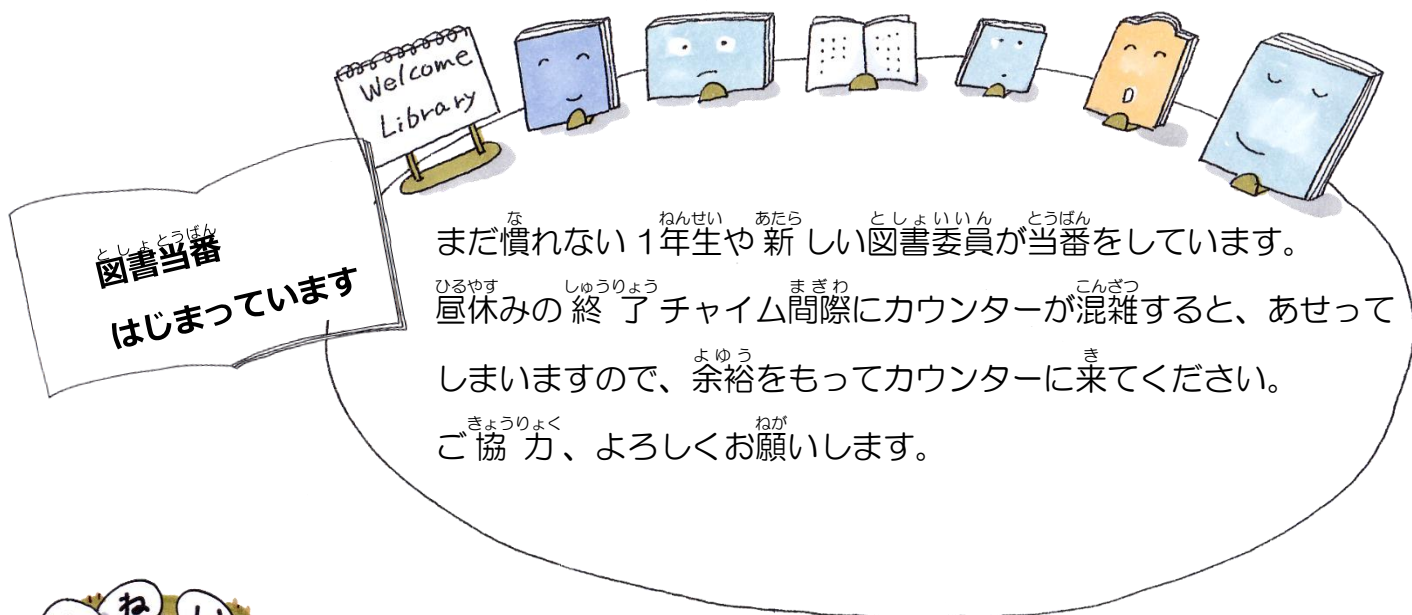 Welcome
Library
図書当番
はじまっています
まだ慣れない1年生や新しい図書委員が当番をしています。
昼休みの終了チャイム間際にカウンターが混雑すると、あせって
しまいますので、余裕をもってカウンターに来てください。
ご協力、よろしくお願いします。
ね
い